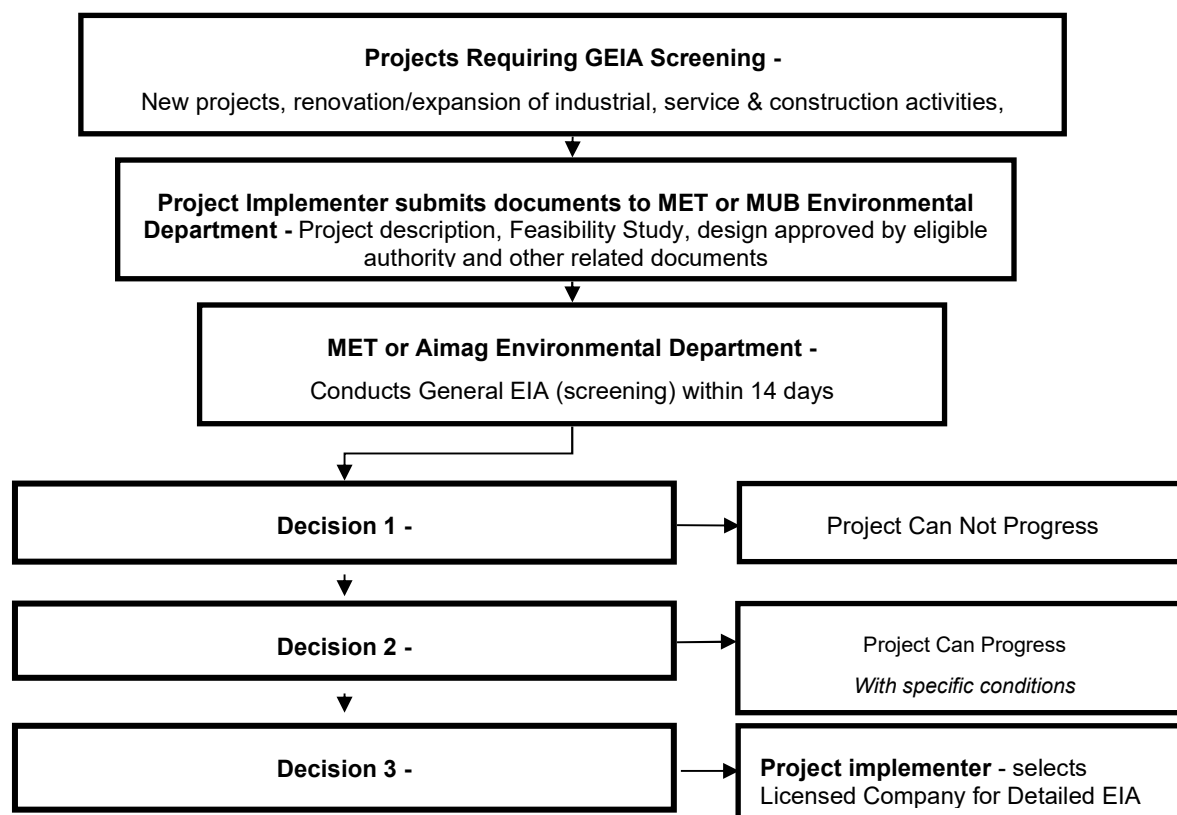 Projects Requiring GEIA Screening -
New projects, renovation/expansion of industrial, service & construction activities,
Project Implementer submits documents to MET or MUB Environmental
Department - Project description, Feasibility Study, design approved by eligible
authority and other related documents
MET or Aimag Environmental Department -
Conducts General EIA (screening) within 14 days
Decision 1 -
Project Can Not Progress
Decision 2 -
Project Can Progress
With specific conditions
Decision 3 -
Project implementer - selects
Licensed Company for Detailed EIA